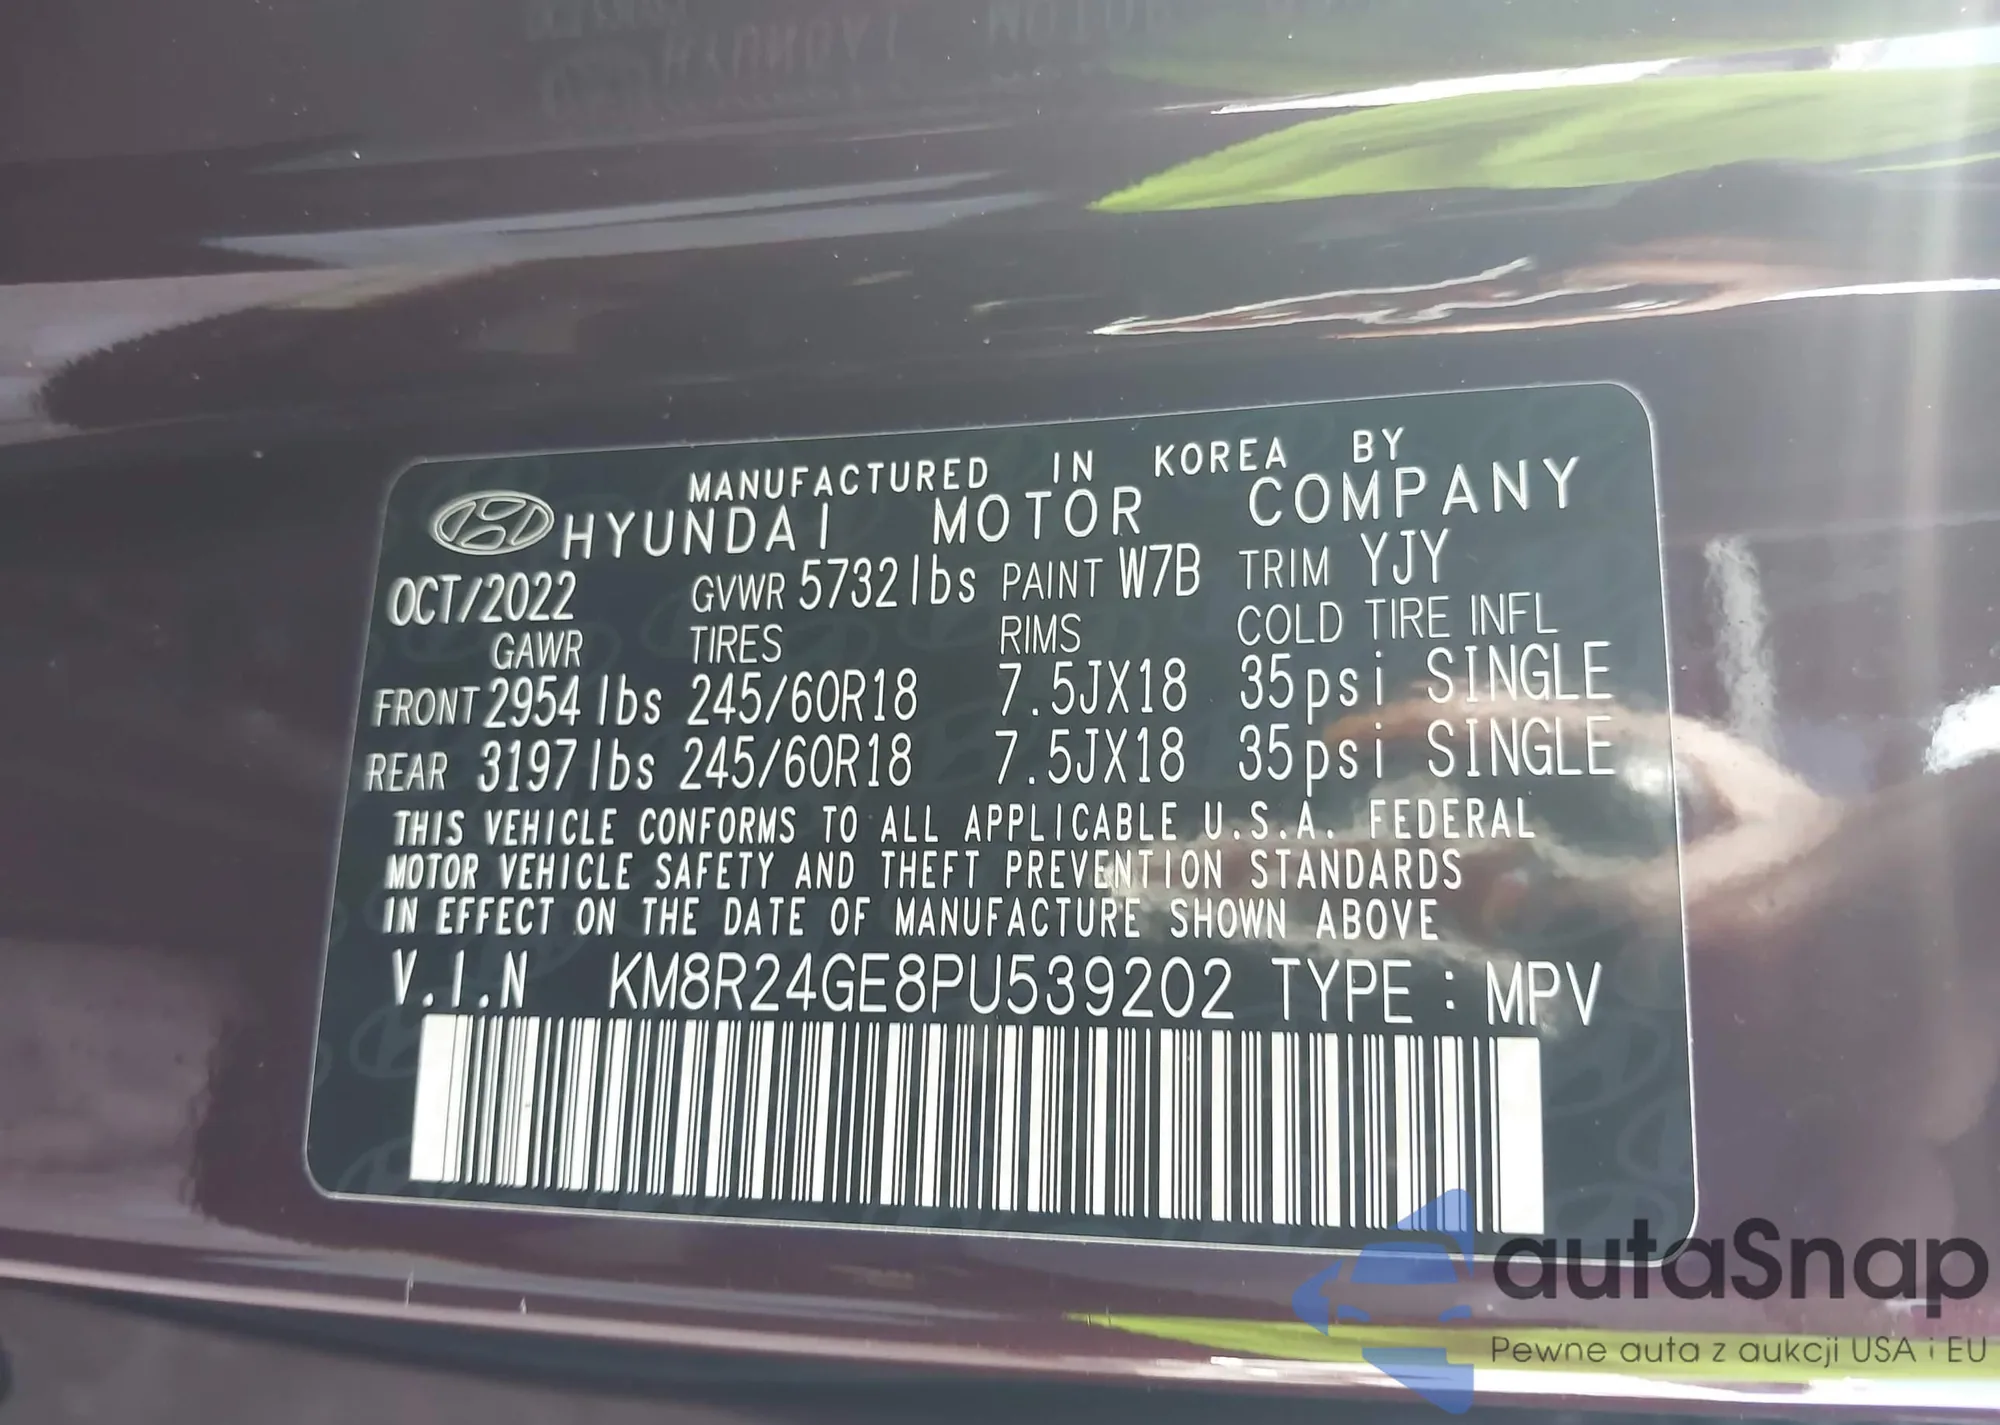 MANUFACTURED IN KOREA BY
HYUNDAI MOTOR COMPANY
OCT/2022 GVWR 5732lbs PAINT W7B TRIM YJY
GAWR TIRES RIMS COLD TIRE INFL
FRONT 2954 lbs 245/60R18 7.5JX18 35psi SINGLE
REAR 3197lbs 245/60R18 7.5JX18 35psi SINGLE
THIS VEHICLE CONFORMS TO ALL APPLICABLE U.S.A. FEDERAL
MOTOR VEHICLE SAFETY AND THEFT PREVENTION STANDARDS
IN EFFECT ON THE DATE OF MANUFACTURE SHOWN ABOVE
V.I.N KM8R24GE8PU539202 TYPE : MPV
autaSnap
Pewne auta z aukcji USA i EU